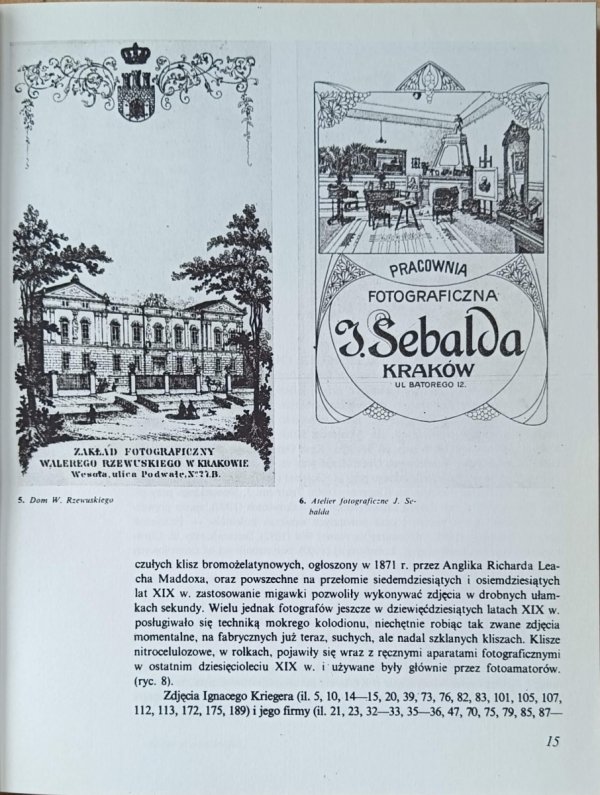 ZAKŁAD FOTOGRAFICZNY
WALEREGO RZEWUSKIEGO W KRAKOWIE
Wesoła, ulica Podwale, Nº 27. B.
5. Dom W. Rzewuskiego
PRACOWNIA
FOTOGRAFICZNA
J. Sebalda
KRAKÓW
UL BATOREGO 12.
6. Atelier fotograficzne J. Se-
balda
czułych klisz bromożelatynowych, ogłoszony w 1871 r. przez Anglika Richarda Lea-
cha Maddoxa, oraz powszechne na przełomie siedemdziesiątych i osiemdziesiątych
lat XIX w. zastosowanie migawki pozwoliły wykonywać zdjęcia w drobnych ułam-
kach sekundy. Wielu jednak fotografów jeszcze w dziewięćdziesiątych latach XIX w.
posługiwało się techniką mokrego kolodionu, niechętnie robiąc tak zwane zdjęcia
momentalne, na fabrycznych już teraz, suchych, ale nadal szklanych kliszach. Klisze
nitrocelulozowe, w rolkach, pojawiły się wraz z ręcznymi aparatami fotograficznymi
w ostatnim dziesięcioleciu XIX w. i używane były głównie przez fotoamatorów.
(ryc. 8).
Zdjęcia Ignacego Kriegera (il. 5, 10, 14—15, 20, 39, 73, 76, 82, 83, 101, 105, 107,
112, 113, 172, 175, 189) i jego firmy (il. 21, 23, 32—33, 35—36, 47, 70, 75, 79, 85, 87—
15